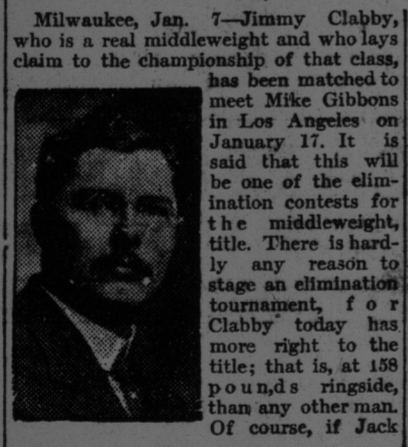 Milwaukee, Jan. 7—Jimmy Clabby,
who is a real middleweight and who lays
claim to the championship of that class,
has been matched to
meet Mike Gibbons
in Los Angeles on
January 17. It is
said that this will
be one of the elim-
ination contests for
the middleweight,
title. There is hard-
ly any reason to
stage an elimination
tournament, for
Clabby today has
more right to the
title; that is, at 158
poun,ds ringside,
than any other man.
Of course, if Jack